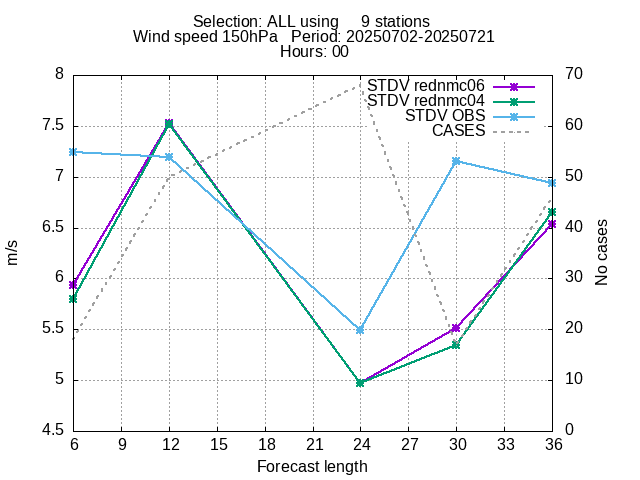 Selection: ALL using     9 stations
Wind speed 150hPa   Period: 20250702-20250721
Hours: 00
STDV rednmc06
STDV rednmc04
STDV OBS
CASES
8
7.5
7
6.5
6
5.5
5
4.5
m/s
70
60
50
40
30
20
10
0
No cases
6 9 12 15 18 21 24 27 30 33 36
Forecast length